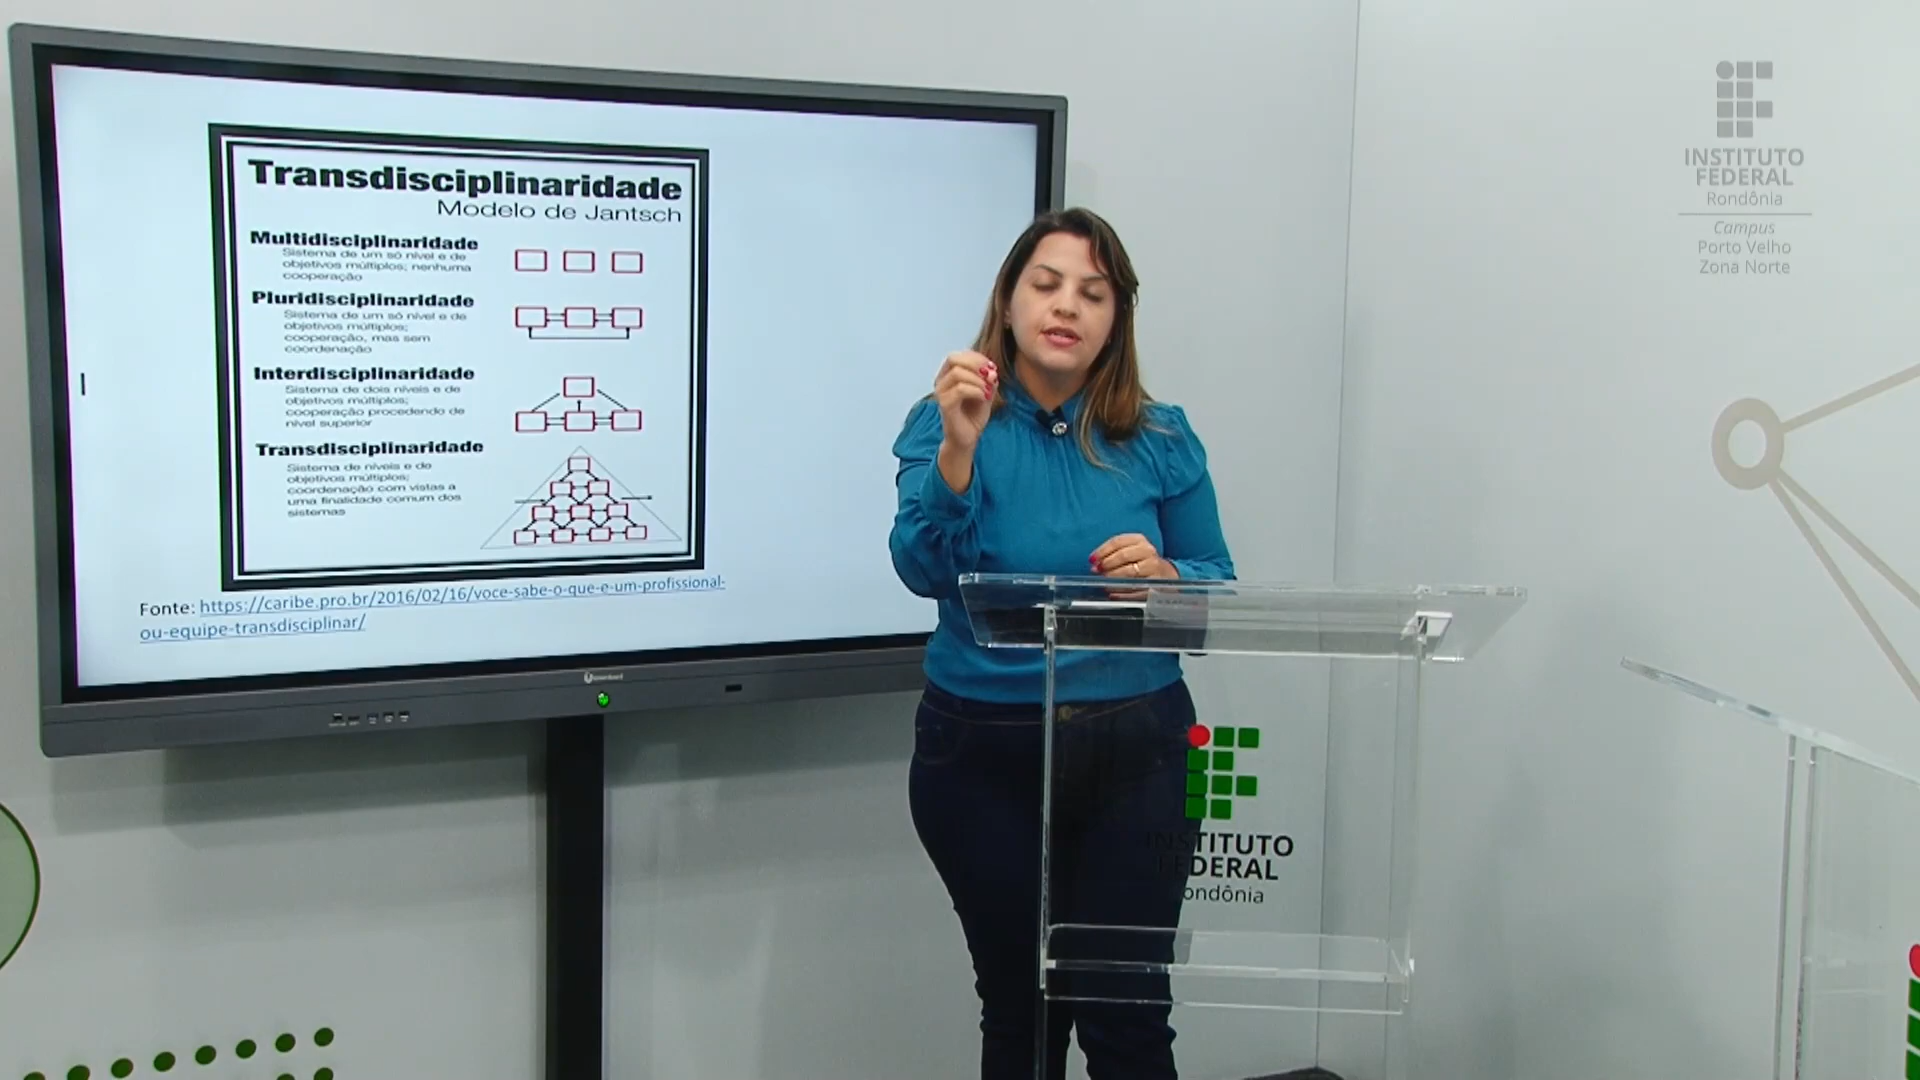 Transdisciplinaridade
Modelo de Jantsch
Multidisciplinaridade
Sistema de um só nível e de
objetivos múltiplos; nenhuma
cooperação
Pluridisciplinaridade
Sistema de um só nível e de
objetivos múltiplos;
cooperação, mas sem
coordenação
Interdisciplinaridade
Sistema de dois níveis e de
objetivos múltiplos;
cooperação procedendo de
nível superior
Transdisciplinaridade
Sistema de níveis e de
objetivos múltiplos;
coordenação com vistas a
uma finalidade comum dos
sistemas
Fonte: https://caribe.pro.br/2016/02/16/voce-sabe-o-que-e-um-profissional-
ou-equipe-transdisciplinar/
INSTITUTO
FEDERAL
Rondônia
Campus
Porto Velho
Zona Norte
INSTITUTO
FEDERAL
Rondônia